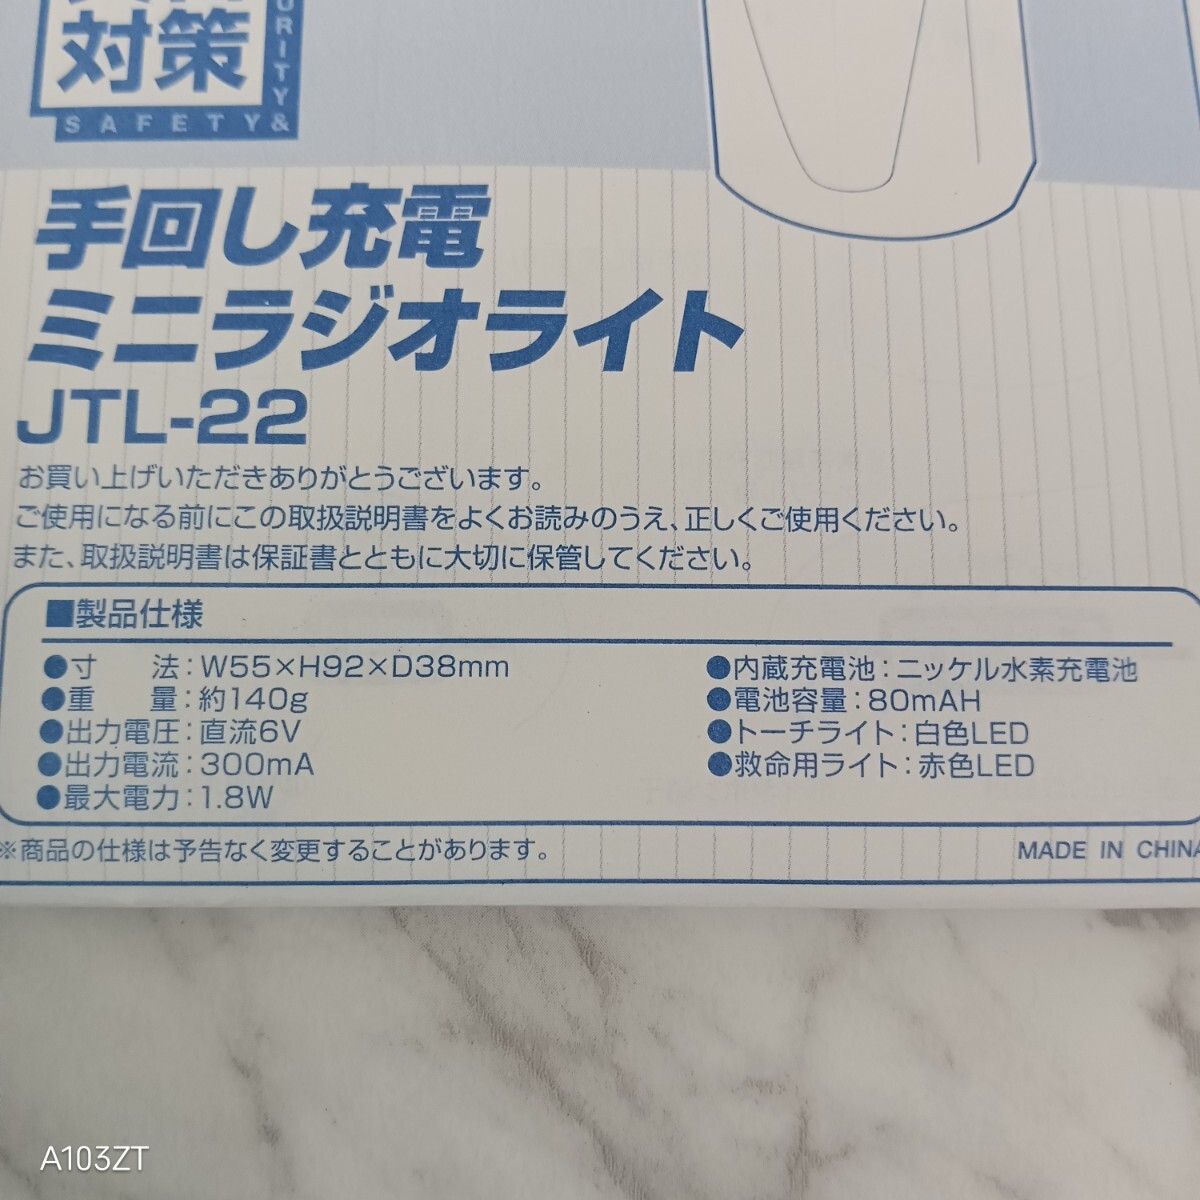 URITY&
対策
SAFETY&
手回し充電
ミニラジオライト
JTL-22
お買い上げいただきありがとうございます。
ご使用になる前にこの取扱説明書をよくお読みのうえ、正しくご使用ください。
また、取扱説明書は保証書とともに大切に保管してください。
■製品仕様
●寸　法：W55×H92×D38mm
●重　量：約140g
●出力電圧：直流6V
●出力電流：300mA
●最大電力：1.8W
●内蔵充電池：ニッケル水素充電池
●電池容量：80mAH
●トーチライト：白色LED
●救命用ライト：赤色LED
※商品の仕様は予告なく変更することがあります。
MADE IN CHINA
A103ZT